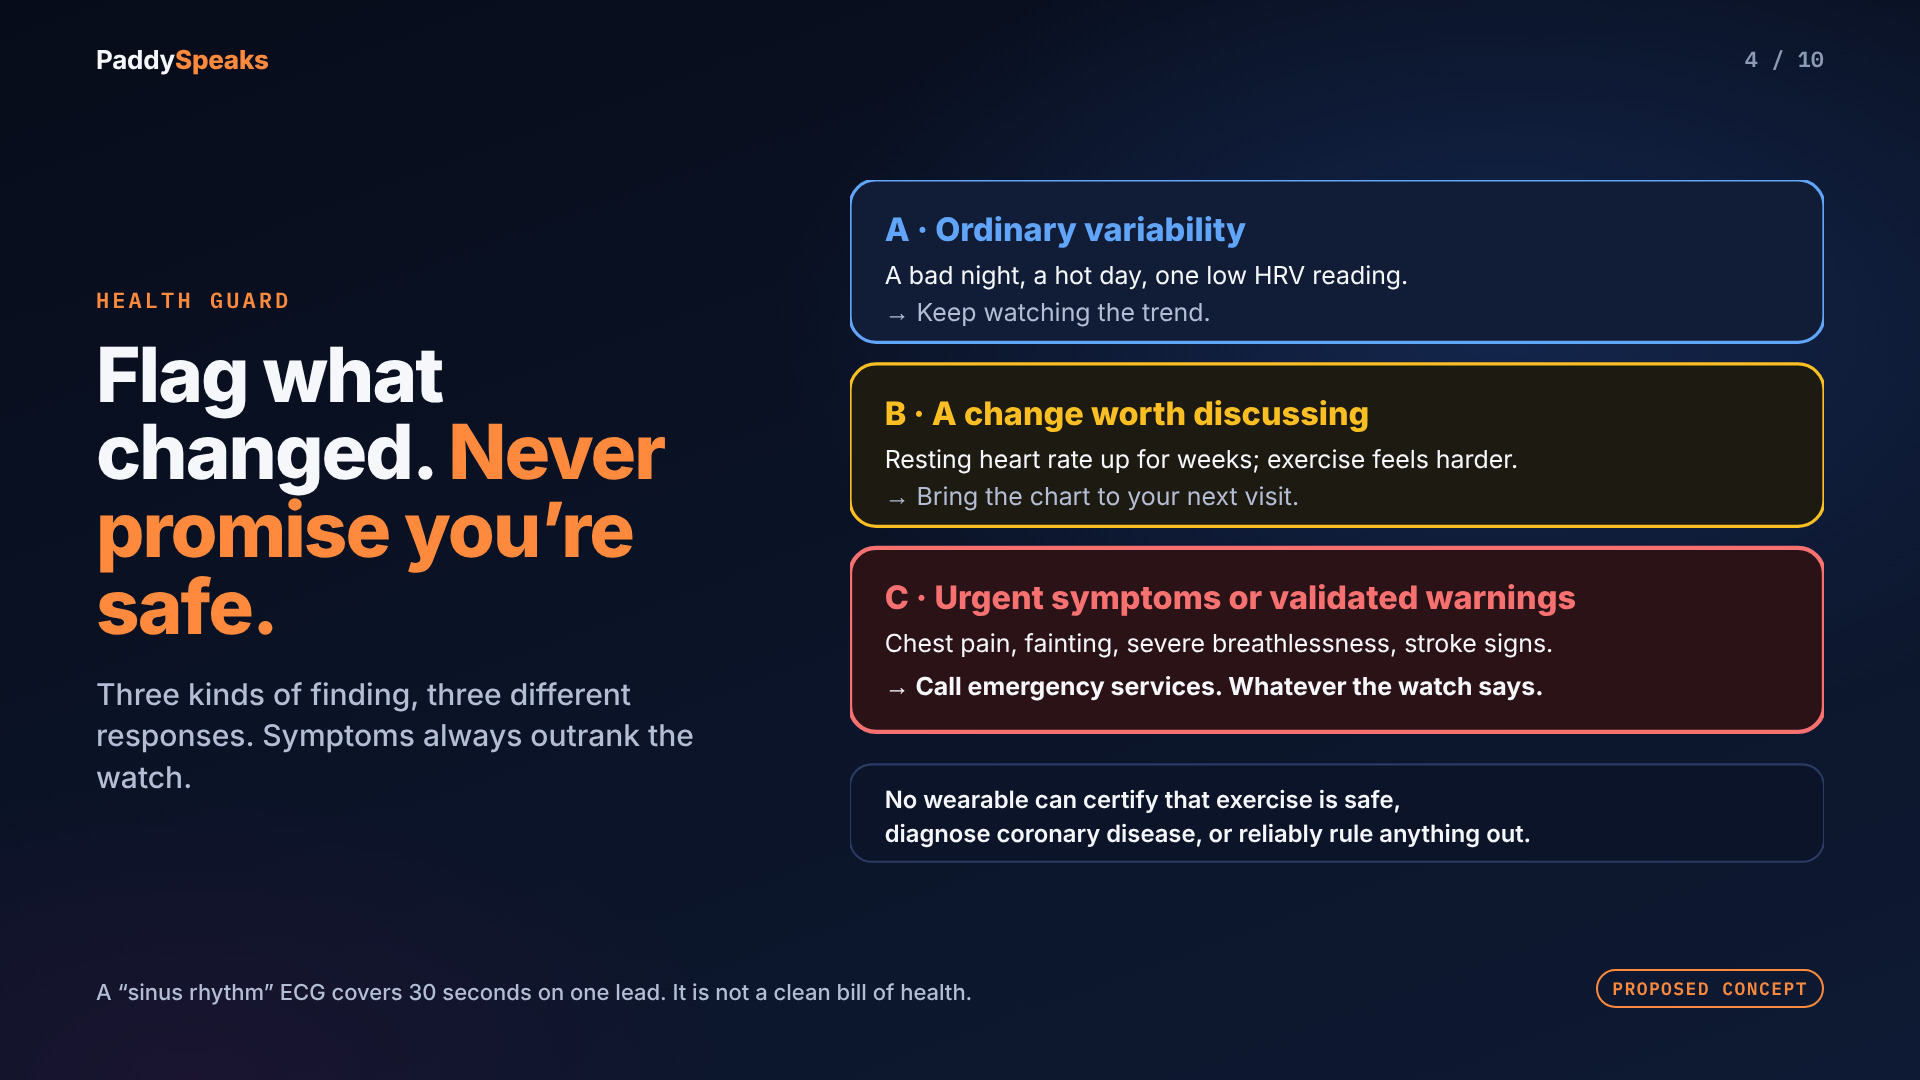 PaddySpeaks
4 / 10
HEALTH GUARD
Flag what
changed. Never
promise you’re
safe.
Three kinds of finding, three different
responses. Symptoms always outrank the
watch.
A · Ordinary variability
A bad night, a hot day, one low HRV reading.
→ Keep watching the trend.
B · A change worth discussing
Resting heart rate up for weeks; exercise feels harder.
→ Bring the chart to your next visit.
C · Urgent symptoms or validated warnings
Chest pain, fainting, severe breathlessness, stroke signs.
→ Call emergency services. Whatever the watch says.
No wearable can certify that exercise is safe,
diagnose coronary disease, or reliably rule anything out.
A “sinus rhythm” ECG covers 30 seconds on one lead. It is not a clean bill of health.
PROPOSED CONCEPT